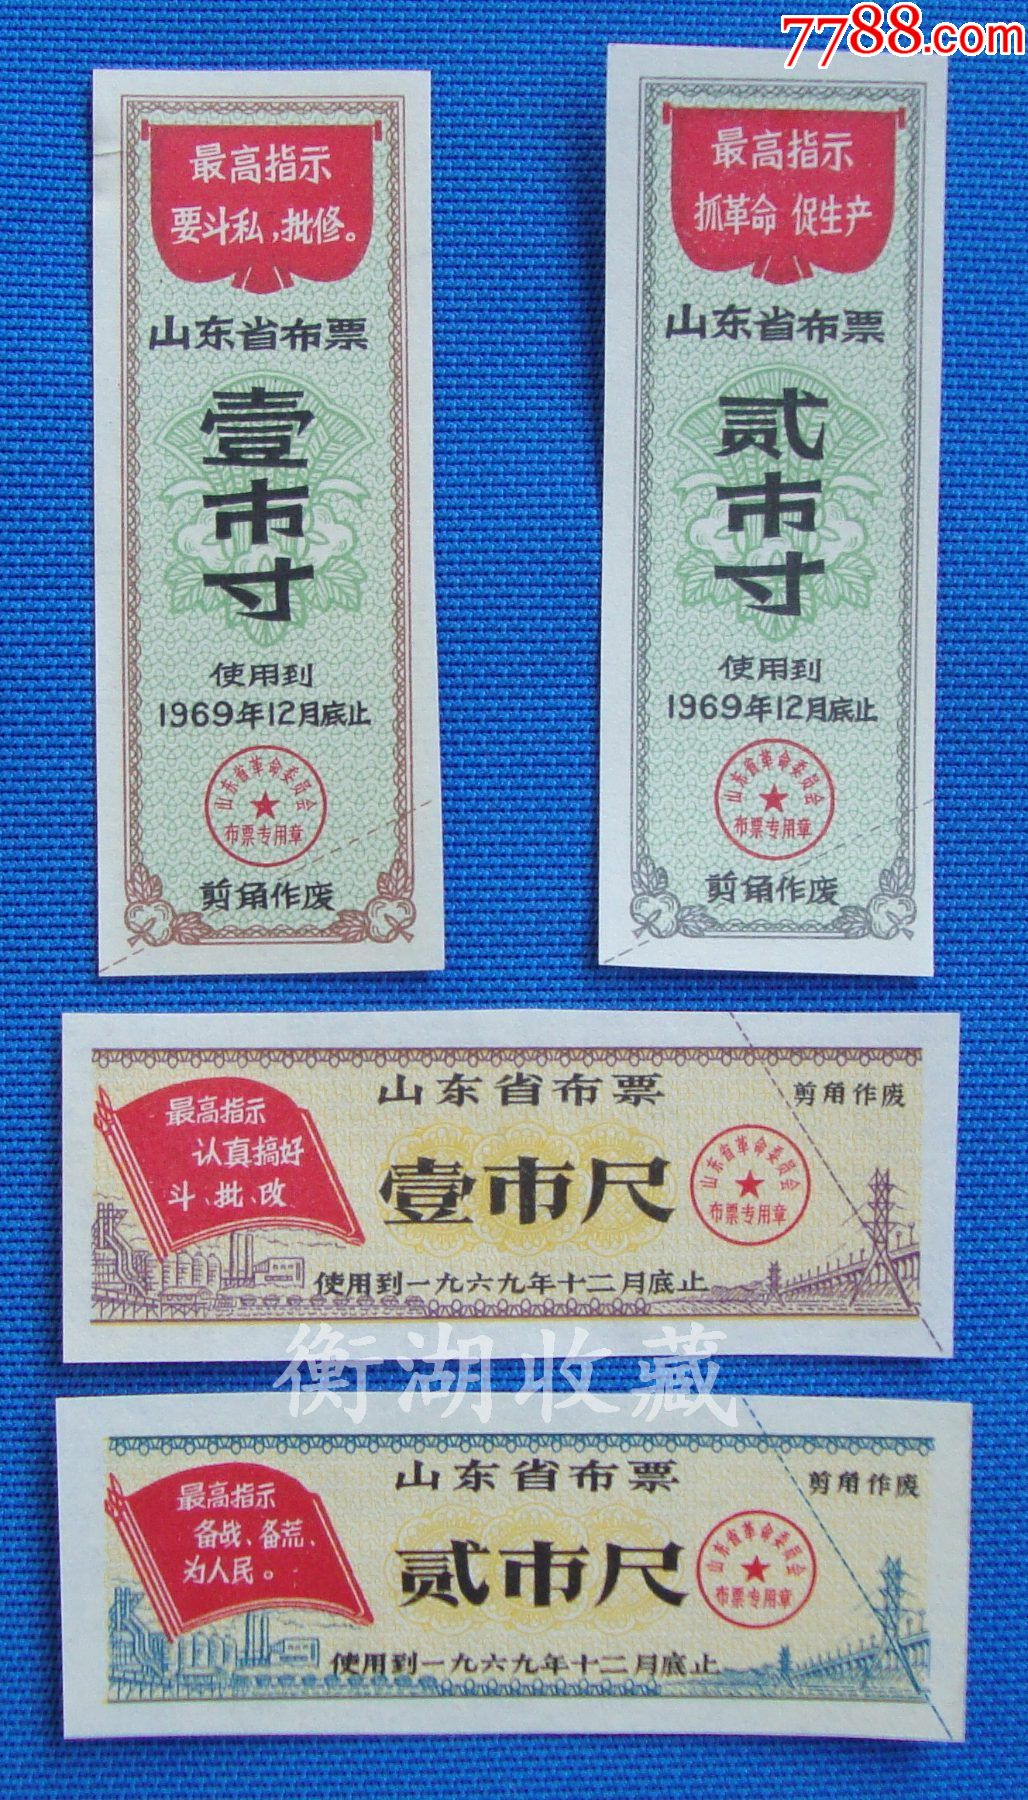 7788.com
最高指示
要斗私，批修。
山东省布票
壹市寸
使用到
1969年12月底止
山东省革命委员会
布票专用章
剪角作废
最高指示
抓革命 促生产
山东省布票
贰市寸
使用到
1969年12月底止
山东省革命委员会
布票专用章
剪角作废
山东省布票
剪角作废
最高指示
认真搞好
斗、批、改
壹市尺
山东省革命委员会
布票专用章
使用到一九六九年十二月底止
衡湖收藏
山东省布票
剪角作废
最高指示
备战、备荒、
为人民。
贰市尺
山东省革命委员会
布票专用章
使用到一九六九年十二月底止